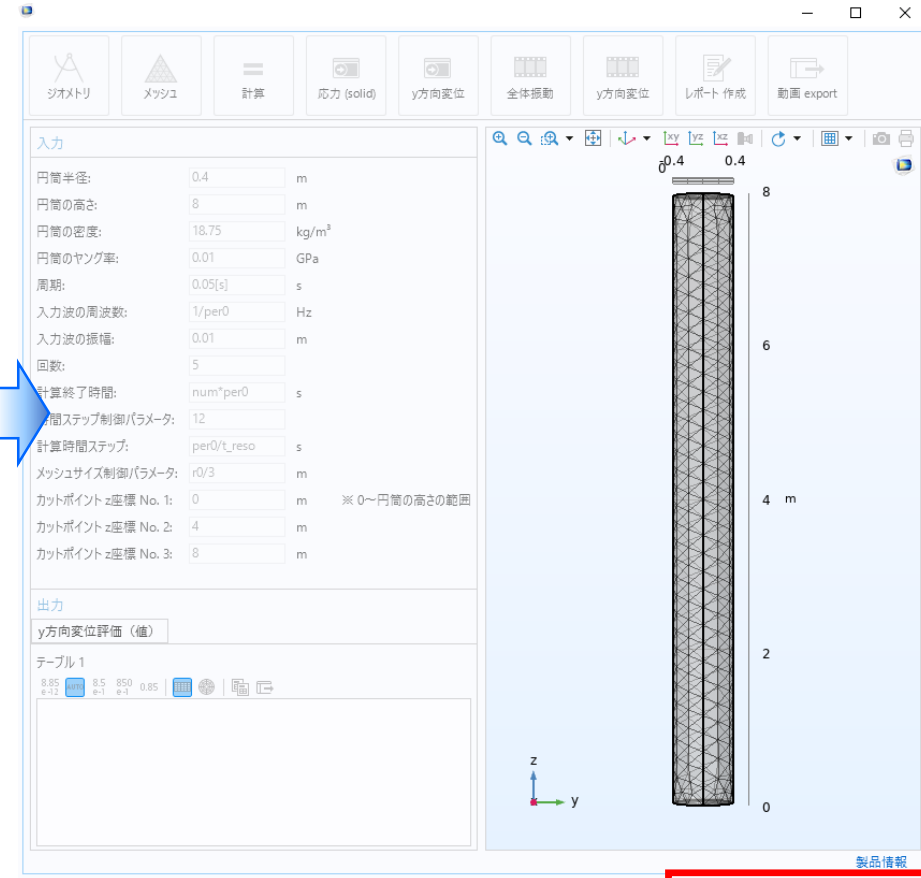 ジオメトリ メッシュ 計算 応力 (solid) y方向変位 全体振動 y方向変位 レポート 作成 動画 export
入力
円筒半径: 0.4 m
円筒の高さ: 8 m
円筒の密度: 18.75 kg/m³
円筒のヤング率: 0.01 GPa
周期: 0.05[s] s
入力波の周波数: 1/per0 Hz
入力波の振幅: 0.01 m
回数: 5
計算終了時間: num*per0 s
時間ステップ制御パラメータ: 12
計算時間ステップ: per0/t_reso s
メッシュサイズ制御パラメータ: r0/3 m
カットポイント z座標 No. 1: 0 m ※ 0～円筒の高さの範囲
カットポイント z座標 No. 2: 4 m
カットポイント z座標 No. 3: 8 m
出力
y方向変位評価（値）
テーブル 1
8.85 e-12 AUTO 8.5 e-1 850 e-1 0.85
xy yz xz
-0.4 0 0.4
8
6
4 m
2
0
z
x y
製品情報